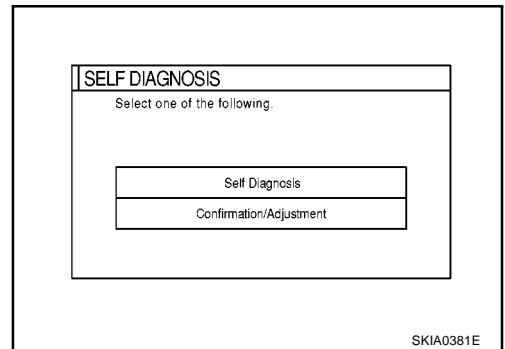 SELF DIAGNOSIS
Select one of the following.
Self Diagnosis
Confirmation/Adjustment
SKIA0381E